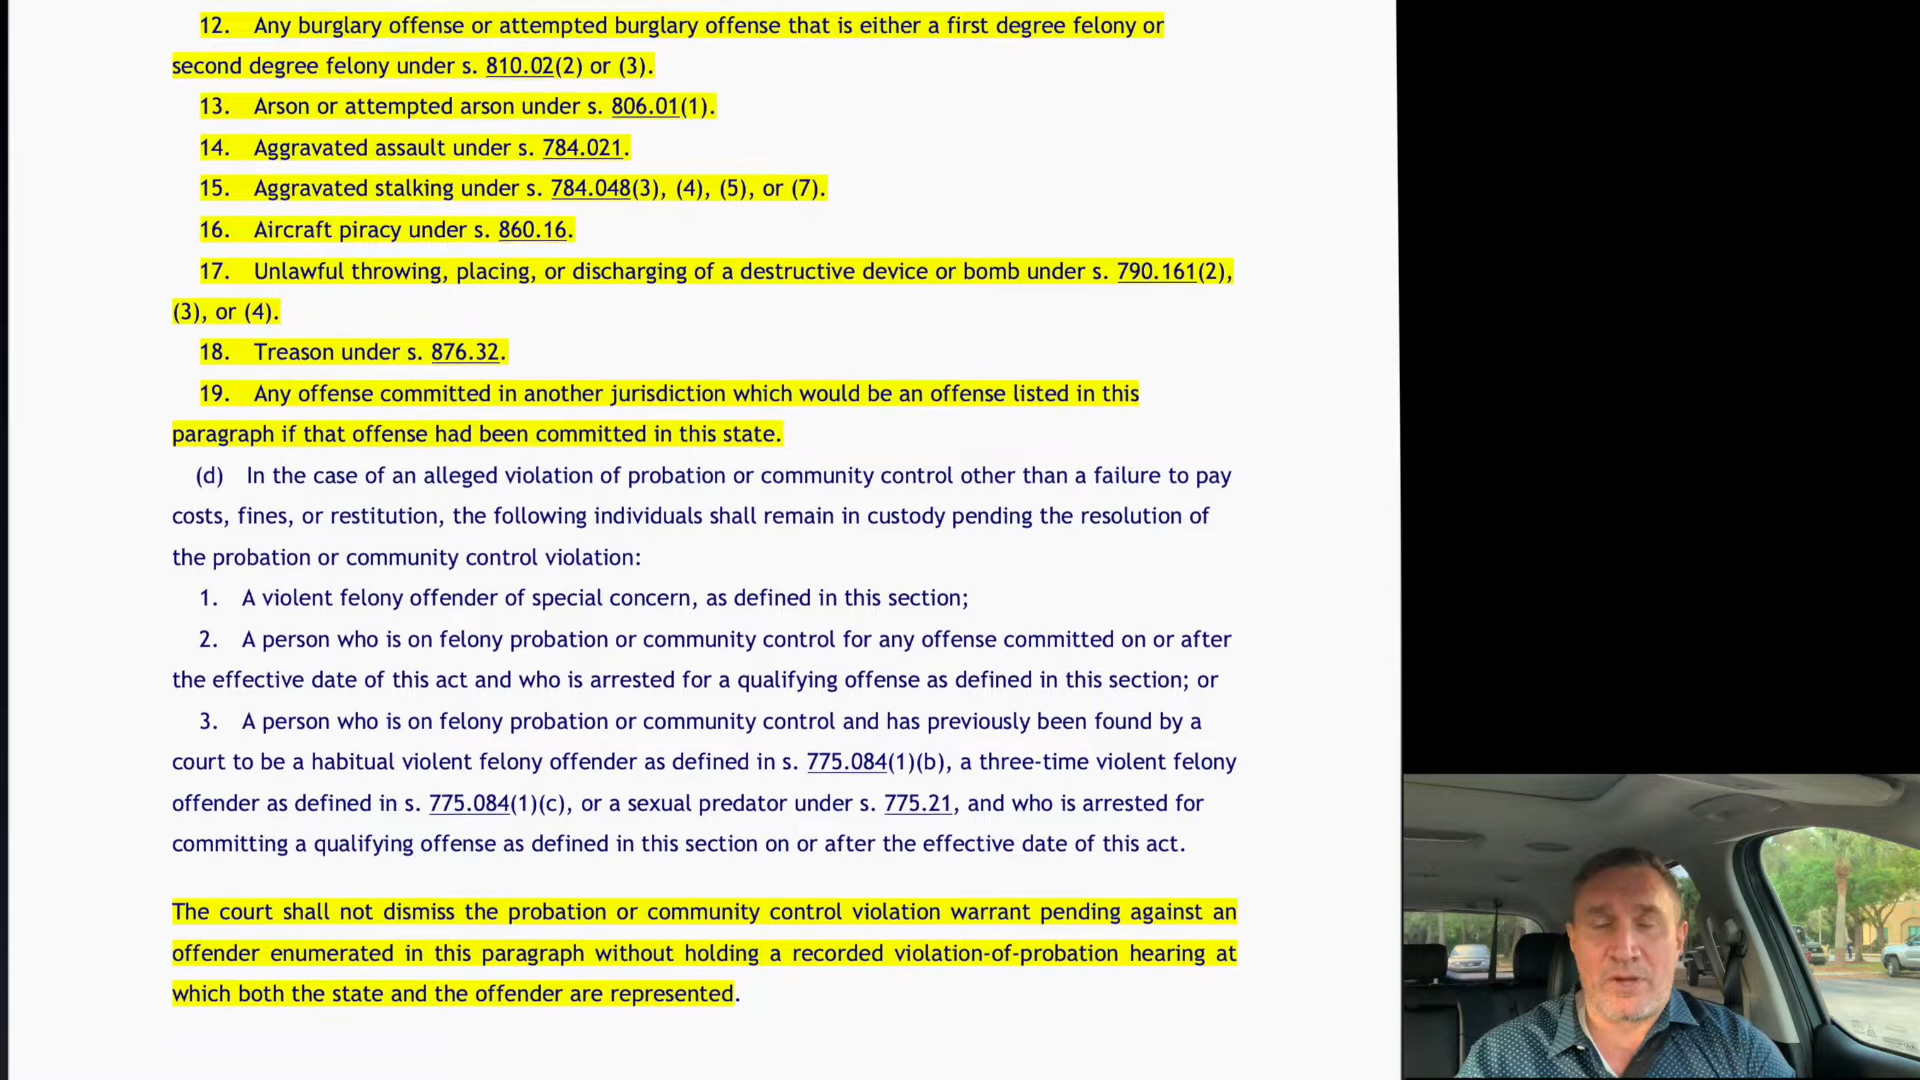 12. Any burglary offense or attempted burglary offense that is either a first degree felony or
second degree felony under s. 810.02(2) or (3).
13. Arson or attempted arson under s. 806.01(1).
14. Aggravated assault under s. 784.021.
15. Aggravated stalking under s. 784.048(3), (4), (5), or (7).
16. Aircraft piracy under s. 860.16.
17. Unlawful throwing, placing, or discharging of a destructive device or bomb under s. 790.161(2),
(3), or (4).
18. Treason under s. 876.32.
19. Any offense committed in another jurisdiction which would be an offense listed in this
paragraph if that offense had been committed in this state.
(d) In the case of an alleged violation of probation or community control other than a failure to pay
costs, fines, or restitution, the following individuals shall remain in custody pending the resolution of
the probation or community control violation:
1. A violent felony offender of special concern, as defined in this section;
2. A person who is on felony probation or community control for any offense committed on or after
the effective date of this act and who is arrested for a qualifying offense as defined in this section; or
3. A person who is on felony probation or community control and has previously been found by a
court to be a habitual violent felony offender as defined in s. 775.084(1)(b), a three-time violent felony
offender as defined in s. 775.084(1)(c), or a sexual predator under s. 775.21, and who is arrested for
committing a qualifying offense as defined in this section on or after the effective date of this act.
The court shall not dismiss the probation or community control violation warrant pending against an
offender enumerated in this paragraph without holding a recorded violation-of-probation hearing at
which both the state and the offender are represented.